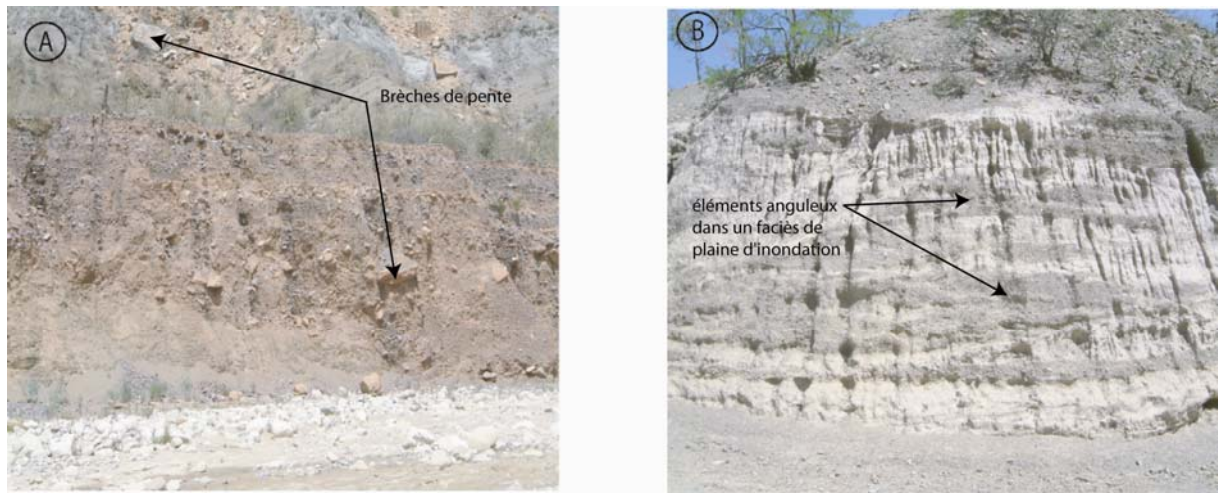 A
Brèches de pente
B
éléments anguleux
dans un faciès de
plaine d'inondation